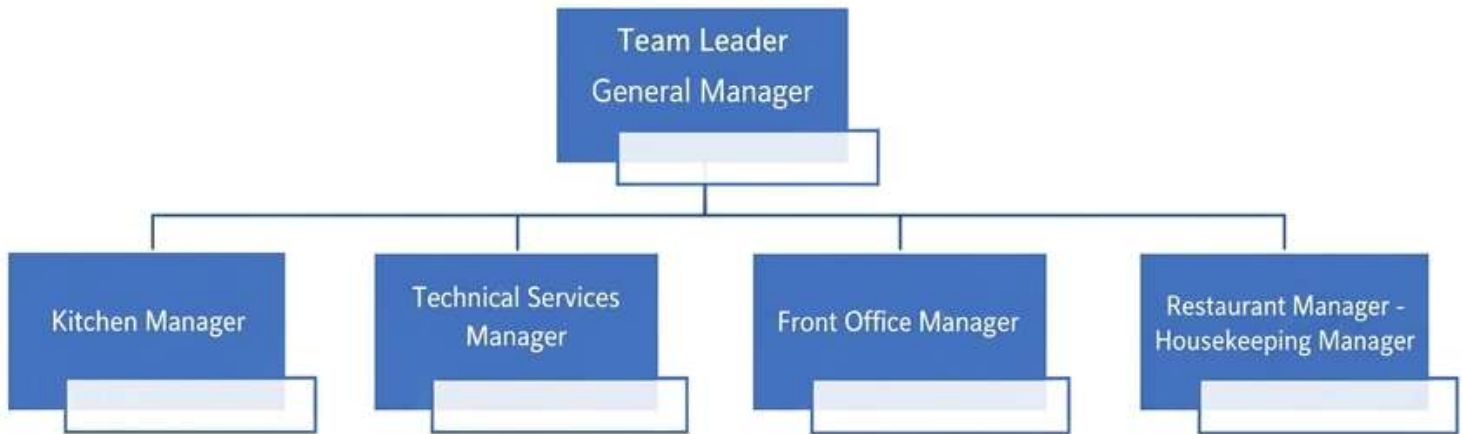 Team Leader
General Manager
Kitchen Manager
Technical Services
Manager
Front Office Manager
Restaurant Manager -
Housekeeping Manager